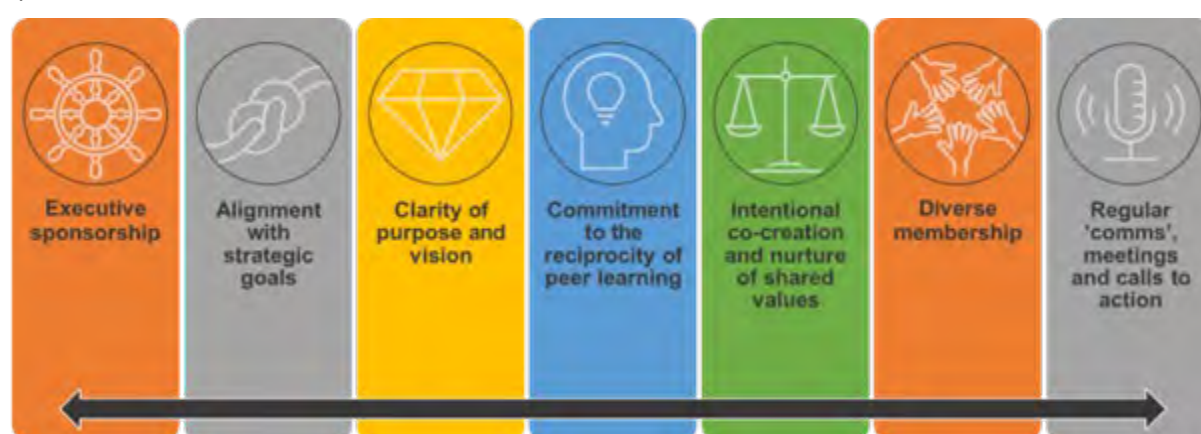 Executive
sponsorship
Alignment
with
strategic
goals
Clarity of
purpose and
vision
Commitment
to the
reciprocity of
peer learning
Intentional
co-creation
and nurture
of shared
values
Diverse
membership
Regular
'comms',
meetings
and calls to
action